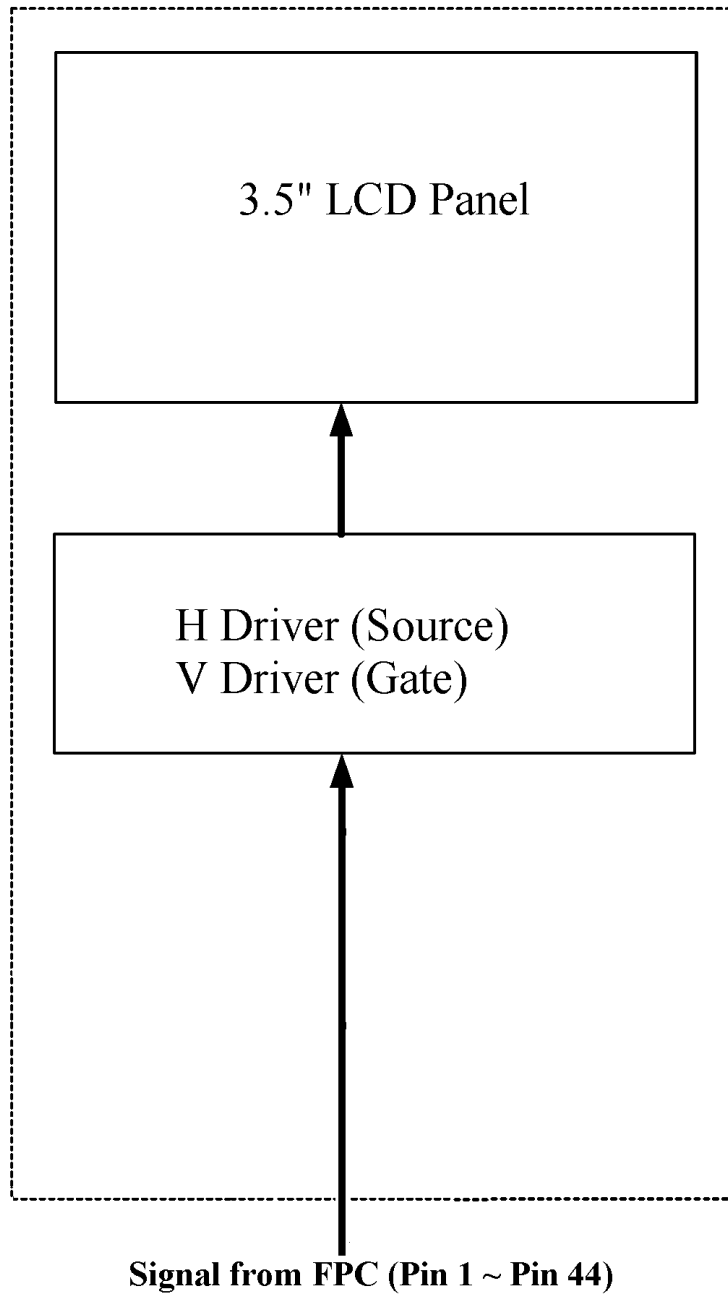 3.5" LCD Panel
H Driver (Source)
V Driver (Gate)
Signal from FPC (Pin 1 ~ Pin 44)